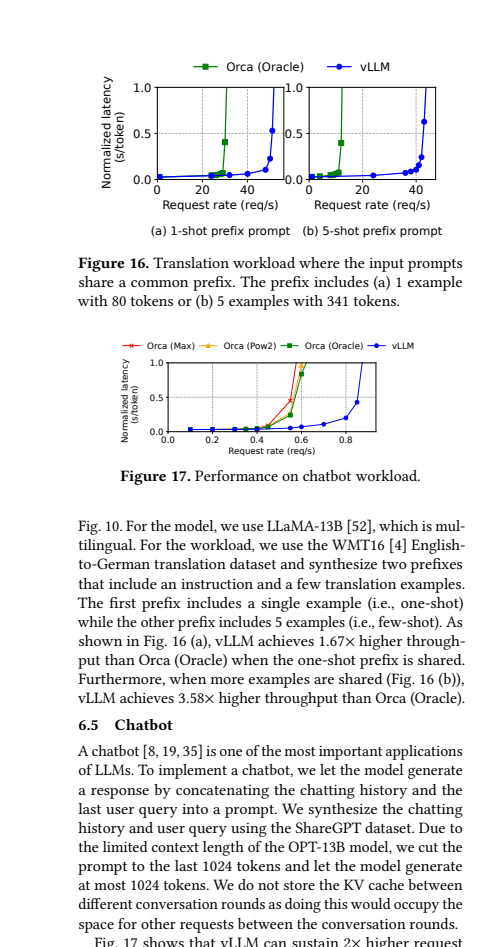 Orca (Oracle) vLLM
Normalized latency
(s/token)
1.0
0.5
0.0
0 20 40
Request rate (req/s)
(a) 1-shot prefix prompt
1.0
0.5
0.0
0 20 40
Request rate (req/s)
(b) 5-shot prefix prompt
Figure 16. Translation workload where the input prompts
share a common prefix. The prefix includes (a) 1 example
with 80 tokens or (b) 5 examples with 341 tokens.
Orca (Max) Orca (Pow2) Orca (Oracle) vLLM
Normalized latency
(s/token)
1.0
0.5
0.0
0.0 0.2 0.4 0.6 0.8
Request rate (req/s)
Figure 17. Performance on chatbot workload.
Fig. 10. For the model, we use LLaMA-13B [52], which is mul-
tilingual. For the workload, we use the WMT16 [4] English-
to-German translation dataset and synthesize two prefixes
that include an instruction and a few translation examples.
The first prefix includes a single example (i.e., one-shot)
while the other prefix includes 5 examples (i.e., few-shot). As
shown in Fig. 16 (a), vLLM achieves 1.67× higher through-
put than Orca (Oracle) when the one-shot prefix is shared.
Furthermore, when more examples are shared (Fig. 16 (b)),
vLLM achieves 3.58× higher throughput than Orca (Oracle).
6.5 Chatbot
A chatbot [8, 19, 35] is one of the most important applications
of LLMs. To implement a chatbot, we let the model generate
a response by concatenating the chatting history and the
last user query into a prompt. We synthesize the chatting
history and user query using the ShareGPT dataset. Due to
the limited context length of the OPT-13B model, we cut the
prompt to the last 1024 tokens and let the model generate
at most 1024 tokens. We do not store the KV cache between
different conversation rounds as doing this would occupy the
space for other requests between the conversation rounds.
Fig. 17 shows that vLLM can sustain 2× higher request